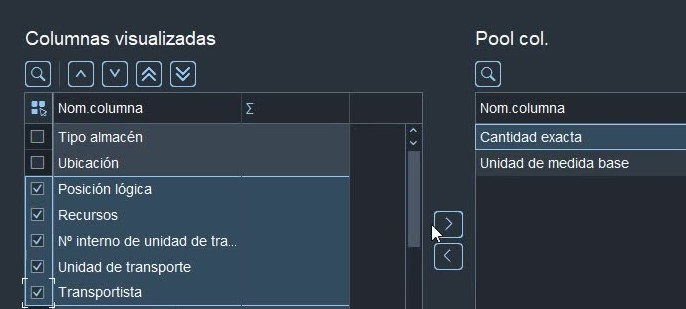 Columnas visualizadas
Pool col.
Nom.columna Σ
Nom.columna
Tipo almacén
Cantidad exacta
Ubicación
Unidad de medida base
Posición lógica
Recursos
Nº interno de unidad de tra...
Unidad de transporte
Transportista